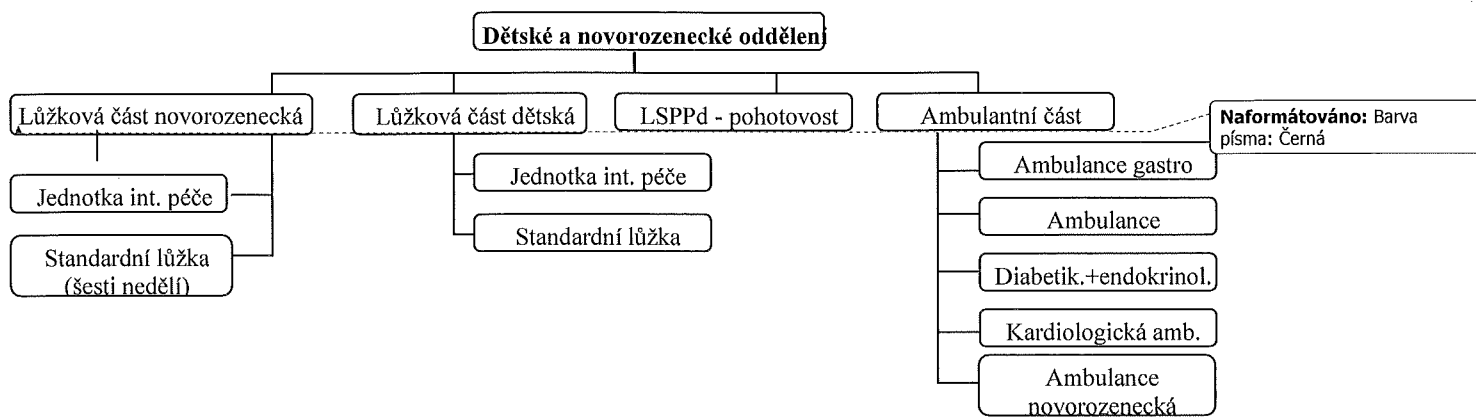 Dětské a novorozenecké oddělení
Lůžková část novorozenecká
Lůžková část dětská
LSPPd - pohotovost
Ambulantní část
Naformátováno: Barva
písma: Černá
Jednotka int. péče
Standardní lůžka
(šesti nedělí)
Jednotka int. péče
Standardní lůžka
Ambulance gastro
Ambulance
Diabetik.+endokrinol.
Kardiologická amb.
Ambulance
novorozenecká